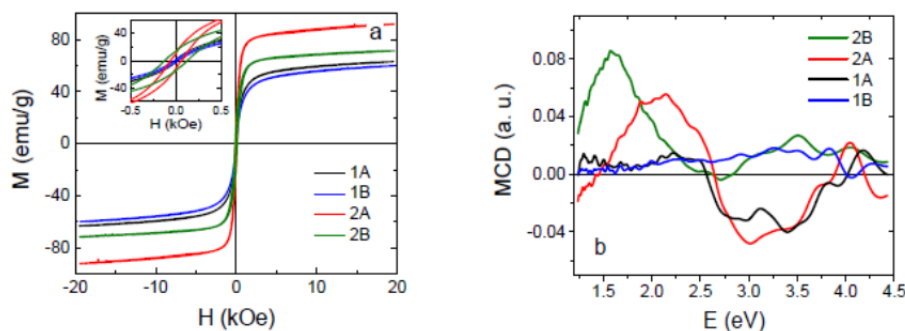 80
40
0
-40
-80
M (emu/g)
-20
-10
0
10
20
H (kOe)
a
1A
1B
2A
2B
40
0
-40
M (emu/g)
-0.5
0.0
0.5
H (kOe)
0.08
0.04
0.00
-0.04
MCD (a. u.)
1.5
2.0
2.5
3.0
3.5
4.0
4.5
E (eV)
b
2B
2A
1A
1B